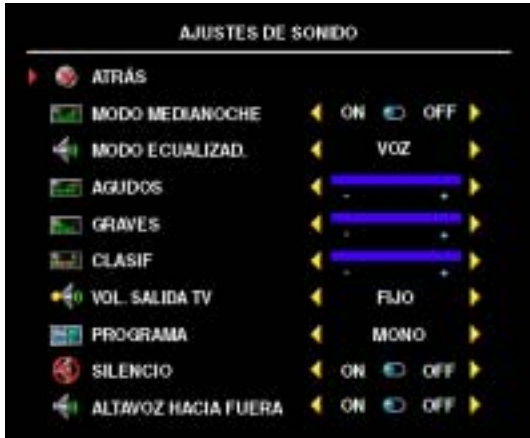 AJUSTES DE SONIDO
ATRÁS
MODO MEDIANOCHE ON OFF
MODO ECUALIZAD. VOZ
AGUDOS - +
GRAVES - +
CLASIF - +
VOL. SALIDA TV FIJO
PROGRAMA MONO
SILENCIO ON OFF
ALTAVOZ HACIA FUERA ON OFF